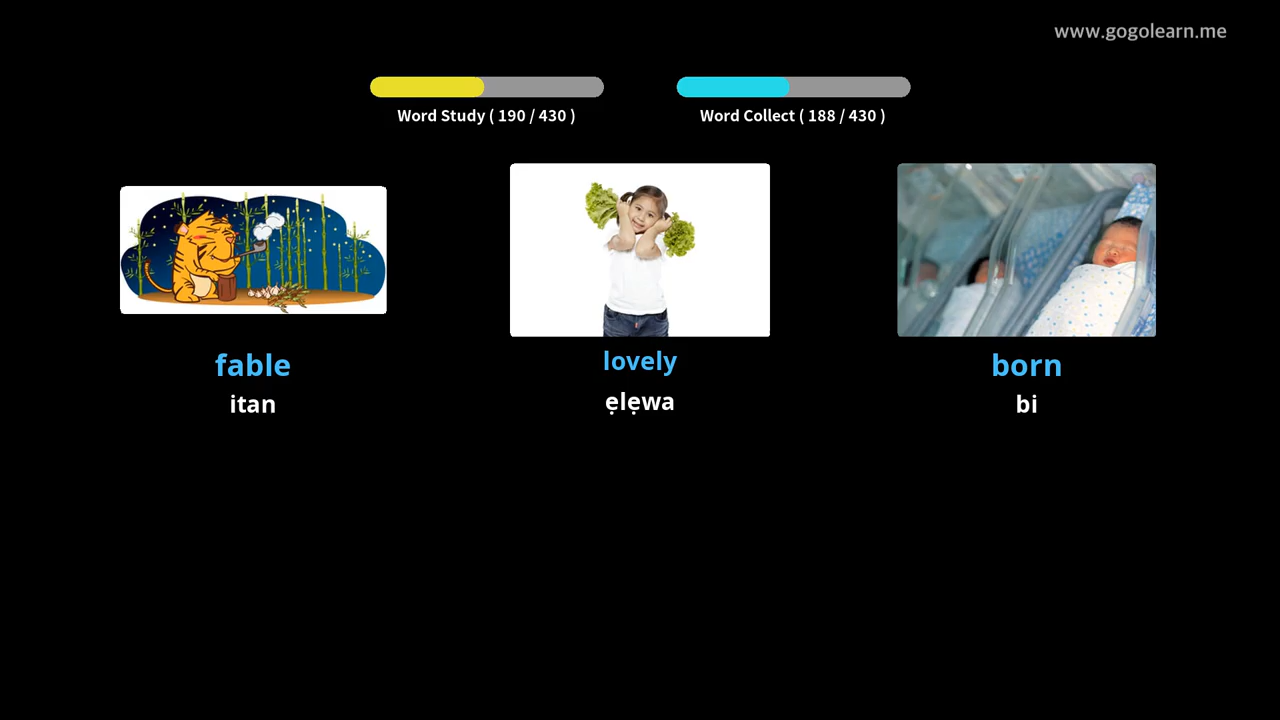 www.gogolearn.me
Word Study ( 190 / 430 )
Word Collect ( 188 / 430 )
fable
itan
lovely
ẹlẹwa
born
bi